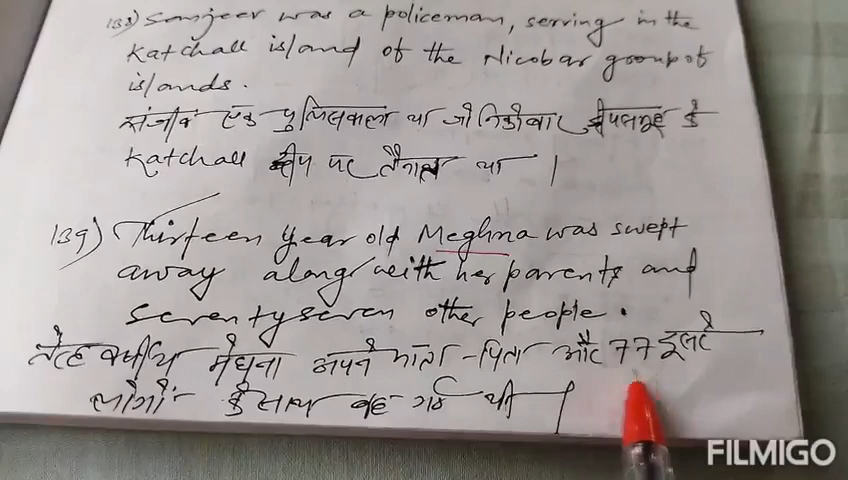 138) Sanjeev was a policeman, serving in the
Katchall island of the Nicobar group of
islands.
संजीव एक पुलिसवाला था जो निकोबार द्वीपसमूह के
Katchall द्वीप पर तैनात था ।
139) Thirteen year old Meghna was swept
away along with her parents and
seventy seven other people.
तेरह वर्षीय मेघना अपने माता - पिता और 77 दूसरे
लोगों के साथ बह गई थी ।
FILMIGO